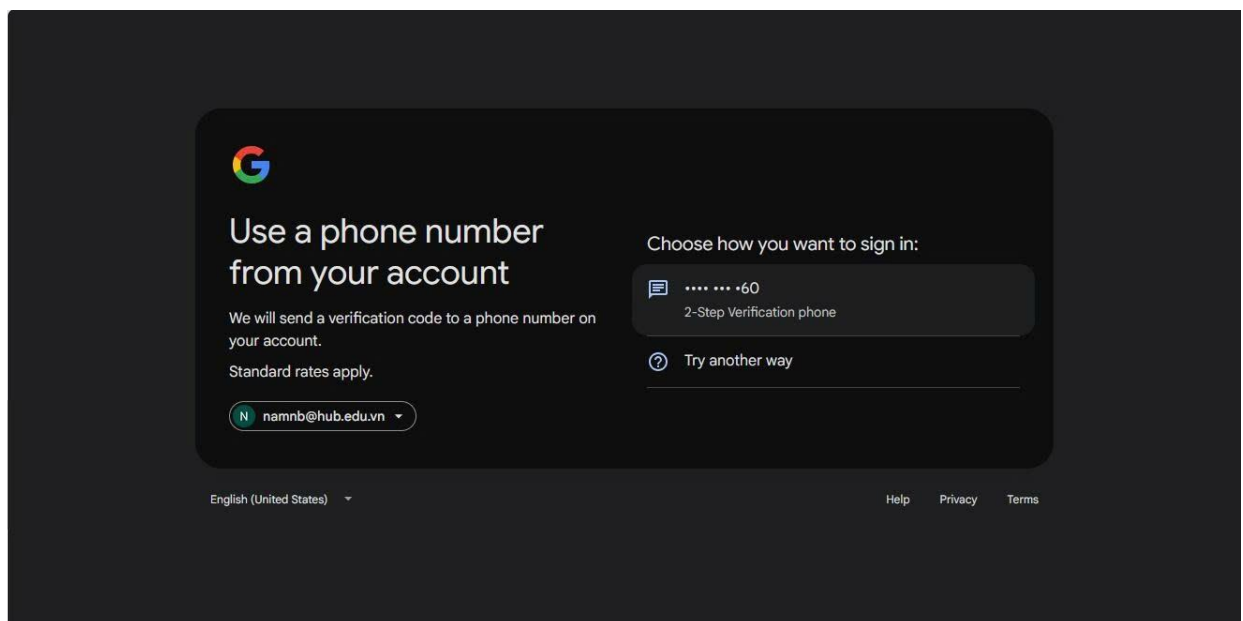 Use a phone number
from your account
We will send a verification code to a phone number on
your account.
Standard rates apply.
N namnb@hub.edu.vn
Choose how you want to sign in:
•••• ••• •60
2-Step Verification phone
Try another way
English (United States)
Help Privacy Terms